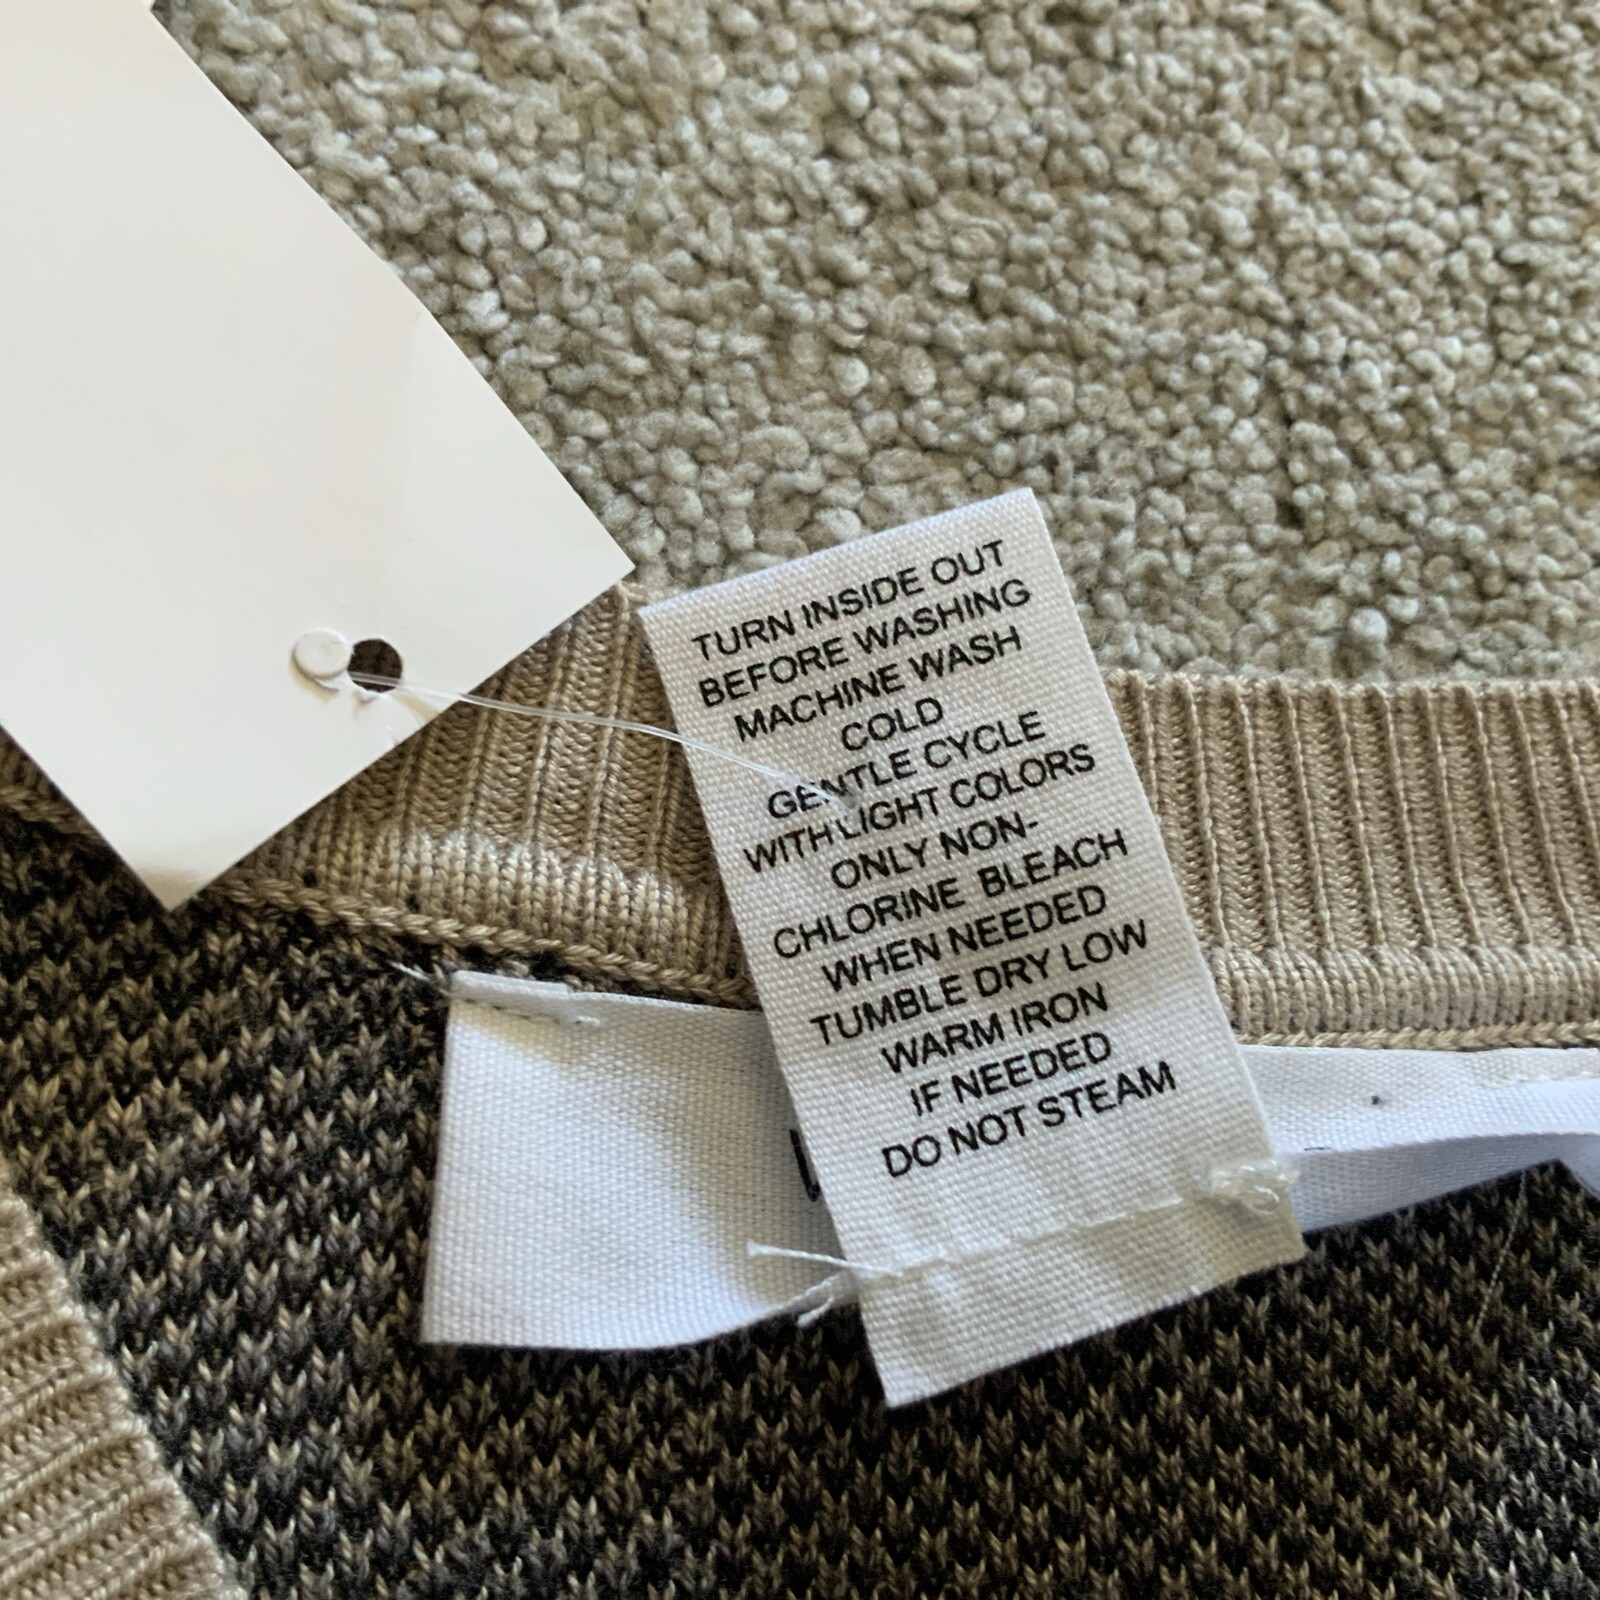 TURN INSIDE OUT
BEFORE WASHING
MACHINE WASH
COLD
GENTLE CYCLE
WITH LIGHT COLORS
ONLY NON-
CHLORINE BLEACH
WHEN NEEDED
TUMBLE DRY LOW
WARM IRON
IF NEEDED
DO NOT STEAM